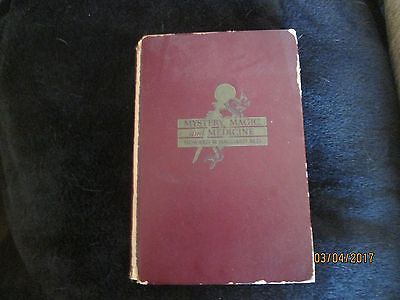 MYSTERY, MAGIC
and MEDICINE
HOWARD W. HAGGARD M.D.
03/04/2017